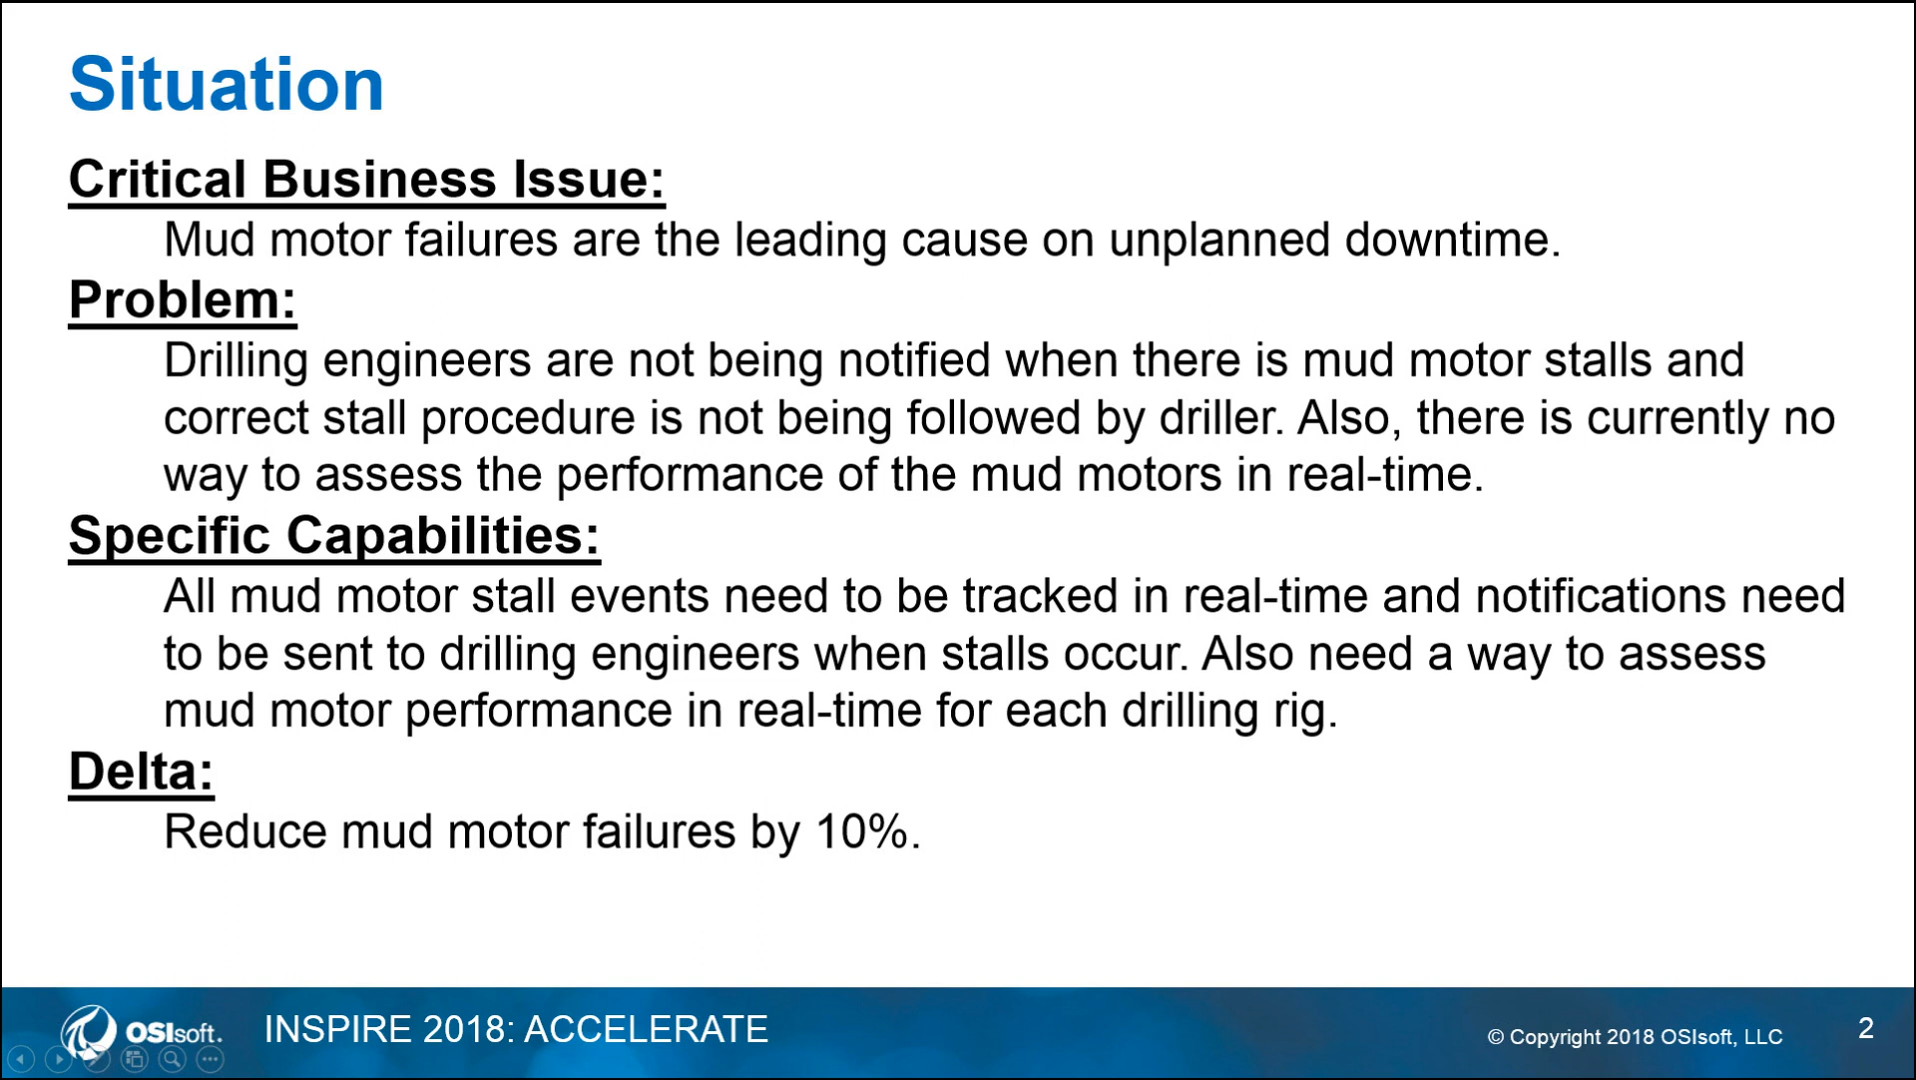 Situation
Critical Business Issue:
Mud motor failures are the leading cause on unplanned downtime.
Problem:
Drilling engineers are not being notified when there is mud motor stalls and
correct stall procedure is not being followed by driller. Also, there is currently no
way to assess the performance of the mud motors in real-time.
Specific Capabilities:
All mud motor stall events need to be tracked in real-time and notifications need
to be sent to drilling engineers when stalls occur. Also need a way to assess
mud motor performance in real-time for each drilling rig.
Delta:
Reduce mud motor failures by 10%.
OSIsoft. INSPIRE 2018: ACCELERATE
© Copyright 2018 OSIsoft, LLC 2